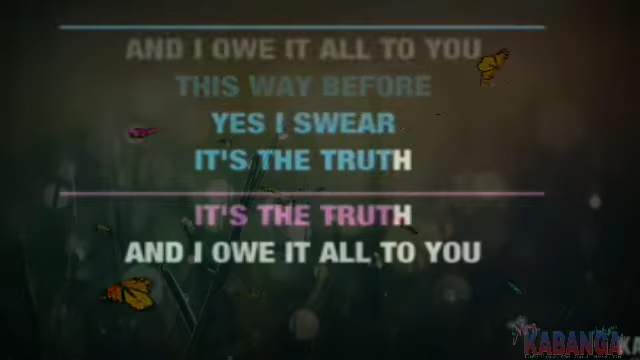 AND I OWE IT ALL TO YOU
THIS WAY BEFORE
YES I SWEAR
IT'S THE TRUTH
IT'S THE TRUTH
AND I OWE IT ALL TO YOU
KABANGA
KA